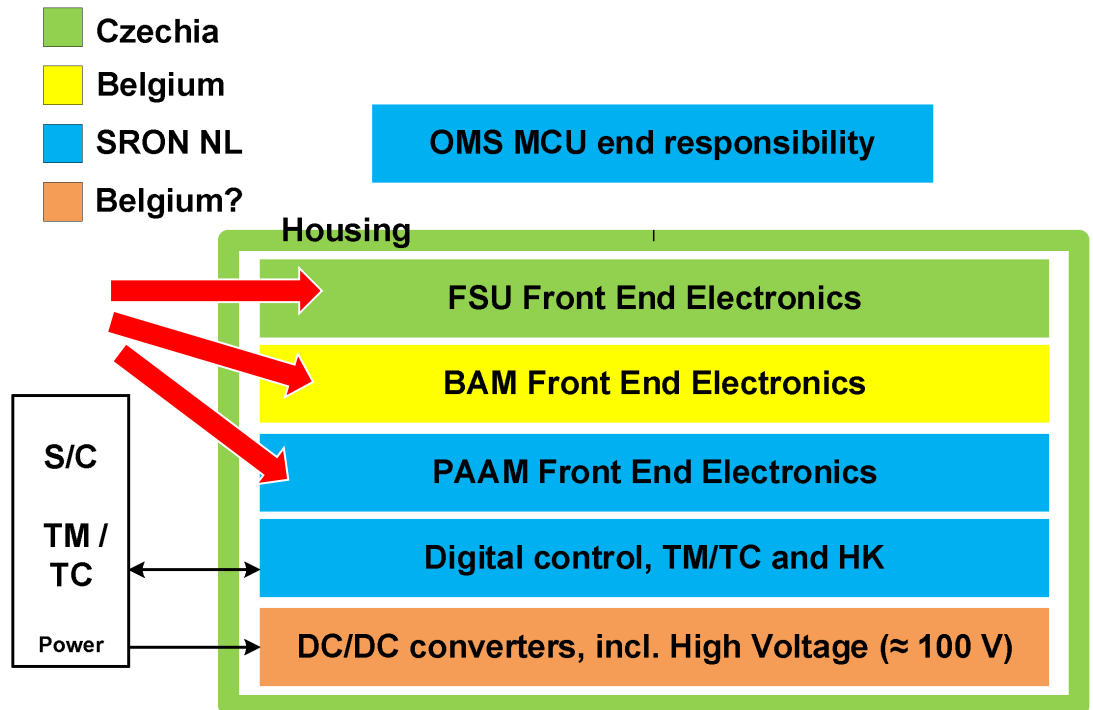 Czechia
Belgium
SRON NL
Belgium?
OMS MCU end responsibility
Housing
FSU Front End Electronics
BAM Front End Electronics
PAAM Front End Electronics
Digital control, TM/TC and HK
DC/DC converters, incl. High Voltage (≈ 100 V)
S/C
TM /
TC
Power